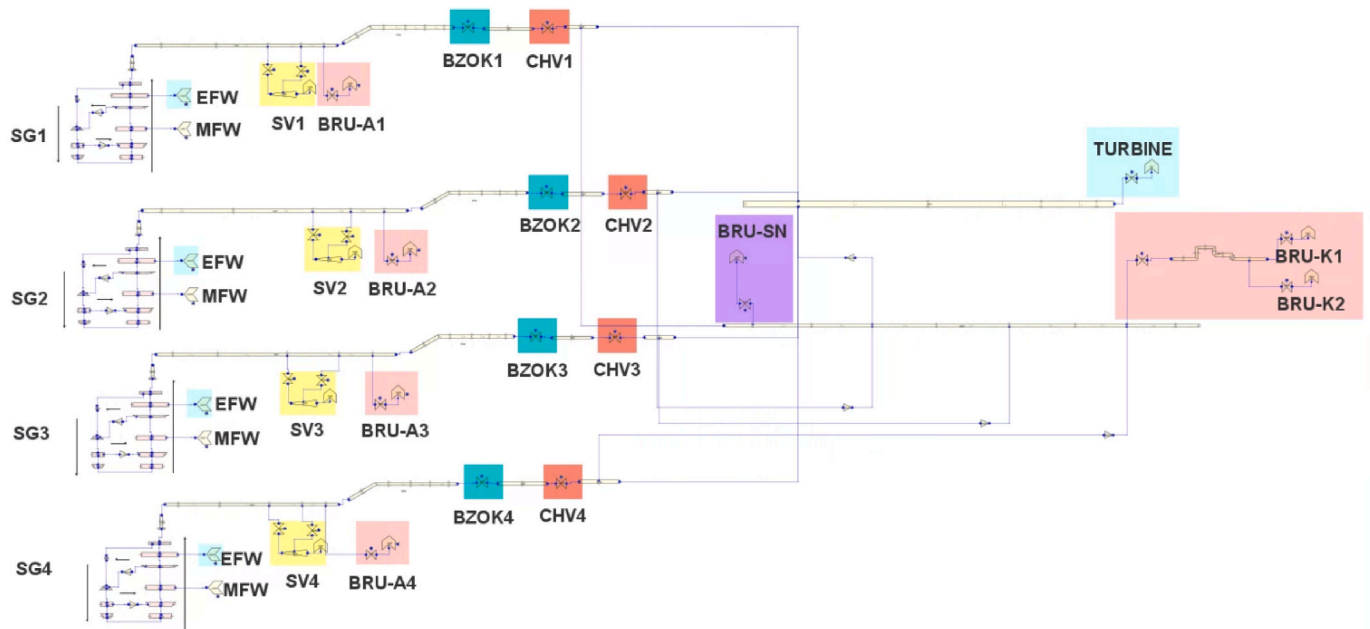 BZOK1
CHV1
EFW
SV1
BRU-A1
SG1
MFW
TURBINE
BZOK2
CHV2
BRU-SN
EFW
BRU-K1
SV2
BRU-A2
SG2
MFW
BRU-K2
BZOK3
CHV3
EFW
SV3
BRU-A3
SG3
MFW
BZOK4
CHV4
EFW
SV4
BRU-A4
SG4
MFW